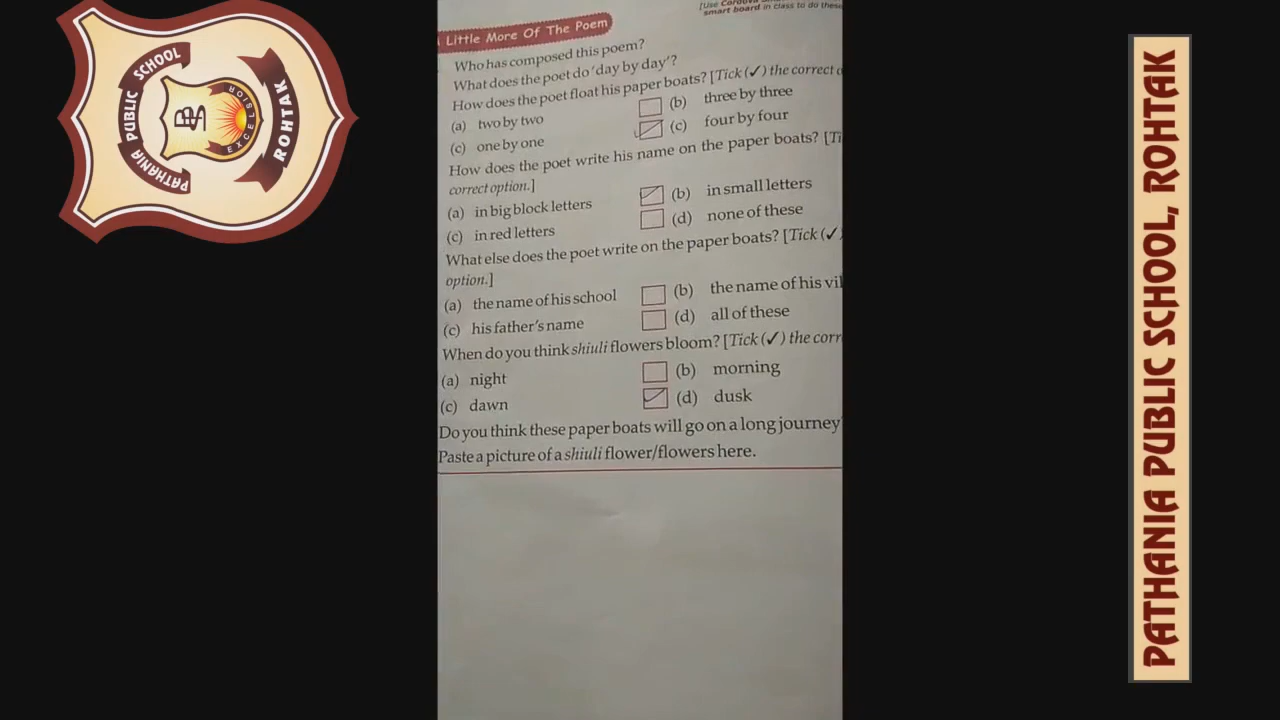 PATHANIA PUBLIC SCHOOL
ROHTAK
EXCELSIOR
[Use Cordova
smart board in class to do these
Little More Of The Poem
Who has composed this poem?
What does the poet do 'day by day'?
How does the poet float his paper boats? [Tick (✓) the correct
(a) two by two (b) three by three
(c) one by one (c) four by four
How does the poet write his name on the paper boats? [Ti
correct option.]
(a) in big block letters (b) in small letters
(c) in red letters (d) none of these
What else does the poet write on the paper boats? [Tick (✓)
option.]
(a) the name of his school (b) the name of his vil
(c) his father's name (d) all of these
When do you think shiuli flowers bloom? [Tick (✓) the corr
(a) night (b) morning
(c) dawn (d) dusk
Do you think these paper boats will go on a long journey?
Paste a picture of a shiuli flower/flowers here.
PATHANIA PUBLIC SCHOOL, ROHTAK